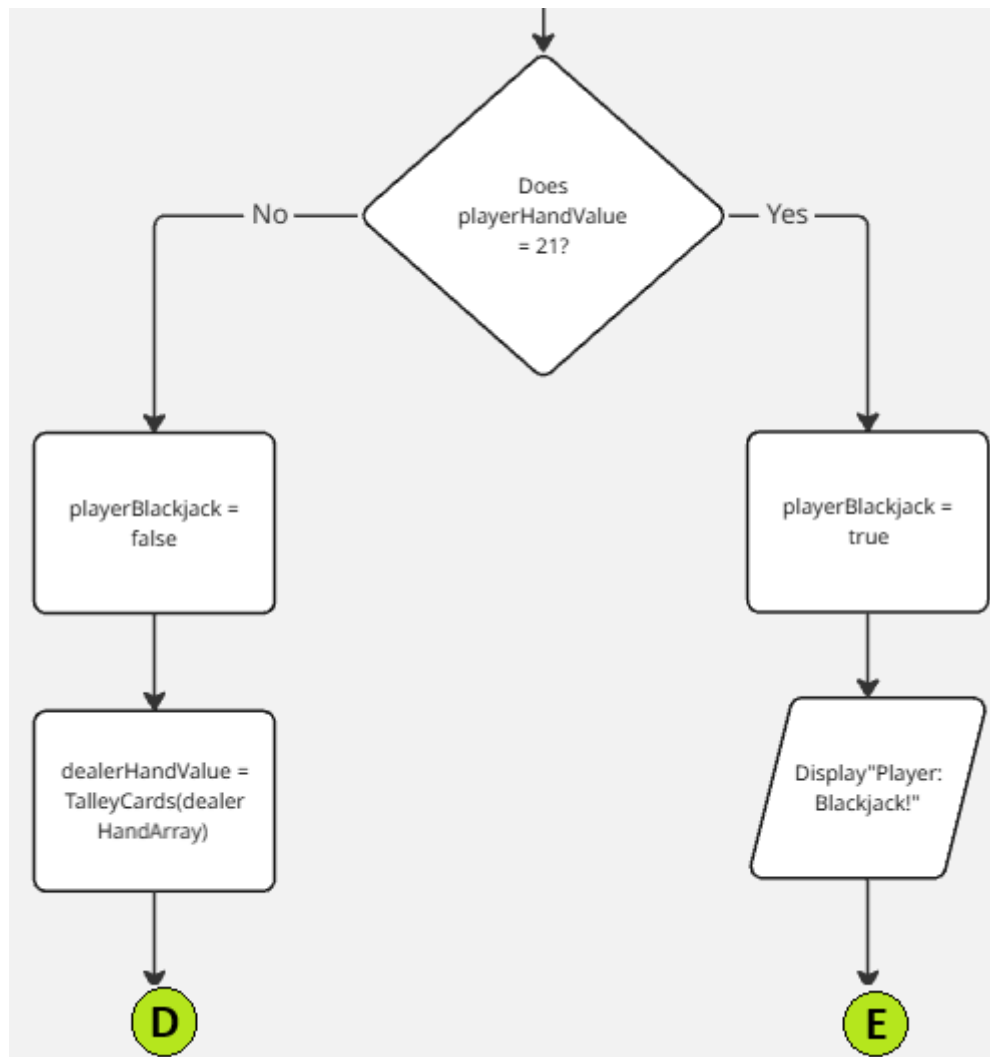 Does
playerHandValue
= 21?
No
Yes
playerBlackjack =
false
playerBlackjack =
true
dealerHandValue =
TalleyCards(dealer
HandArray)
Display"Player:
Blackjack!"
D
E